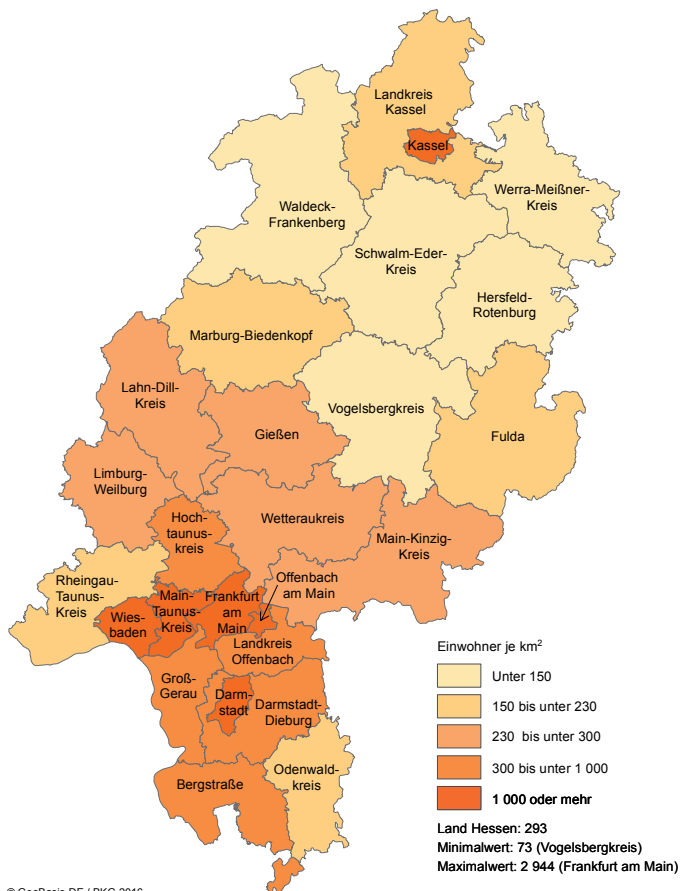 Landkreis
Kassel
Kassel
Werra-Meißner-
Kreis
Waldeck-
Frankenberg
Schwalm-Eder-
Kreis
Hersfeld-
Rotenburg
Marburg-Biedenkopf
Lahn-Dill-
Kreis
Vogelsbergkreis
Gießen
Fulda
Limburg-
Weilburg
Hoch-
taunus-
kreis
Wetteraukreis
Main-Kinzig-
Kreis
Rheingau-
Taunus-
Kreis
Offenbach
am Main
Main-
Taunus-
Kreis
Frankfurt
am
Main
Wies-
baden
Landkreis
Offenbach
Groß-
Gerau
Darm-
stadt
Darmstadt-
Dieburg
Odenwald-
kreis
Bergstraße
Einwohner je km²
Unter 150
150 bis unter 230
230 bis unter 300
300 bis unter 1 000
1 000 oder mehr
Land Hessen: 293
Minimalwert: 73 (Vogelsbergkreis)
Maximalwert: 2 944 (Frankfurt am Main)
© GeoBasis-DE / BKG 2016